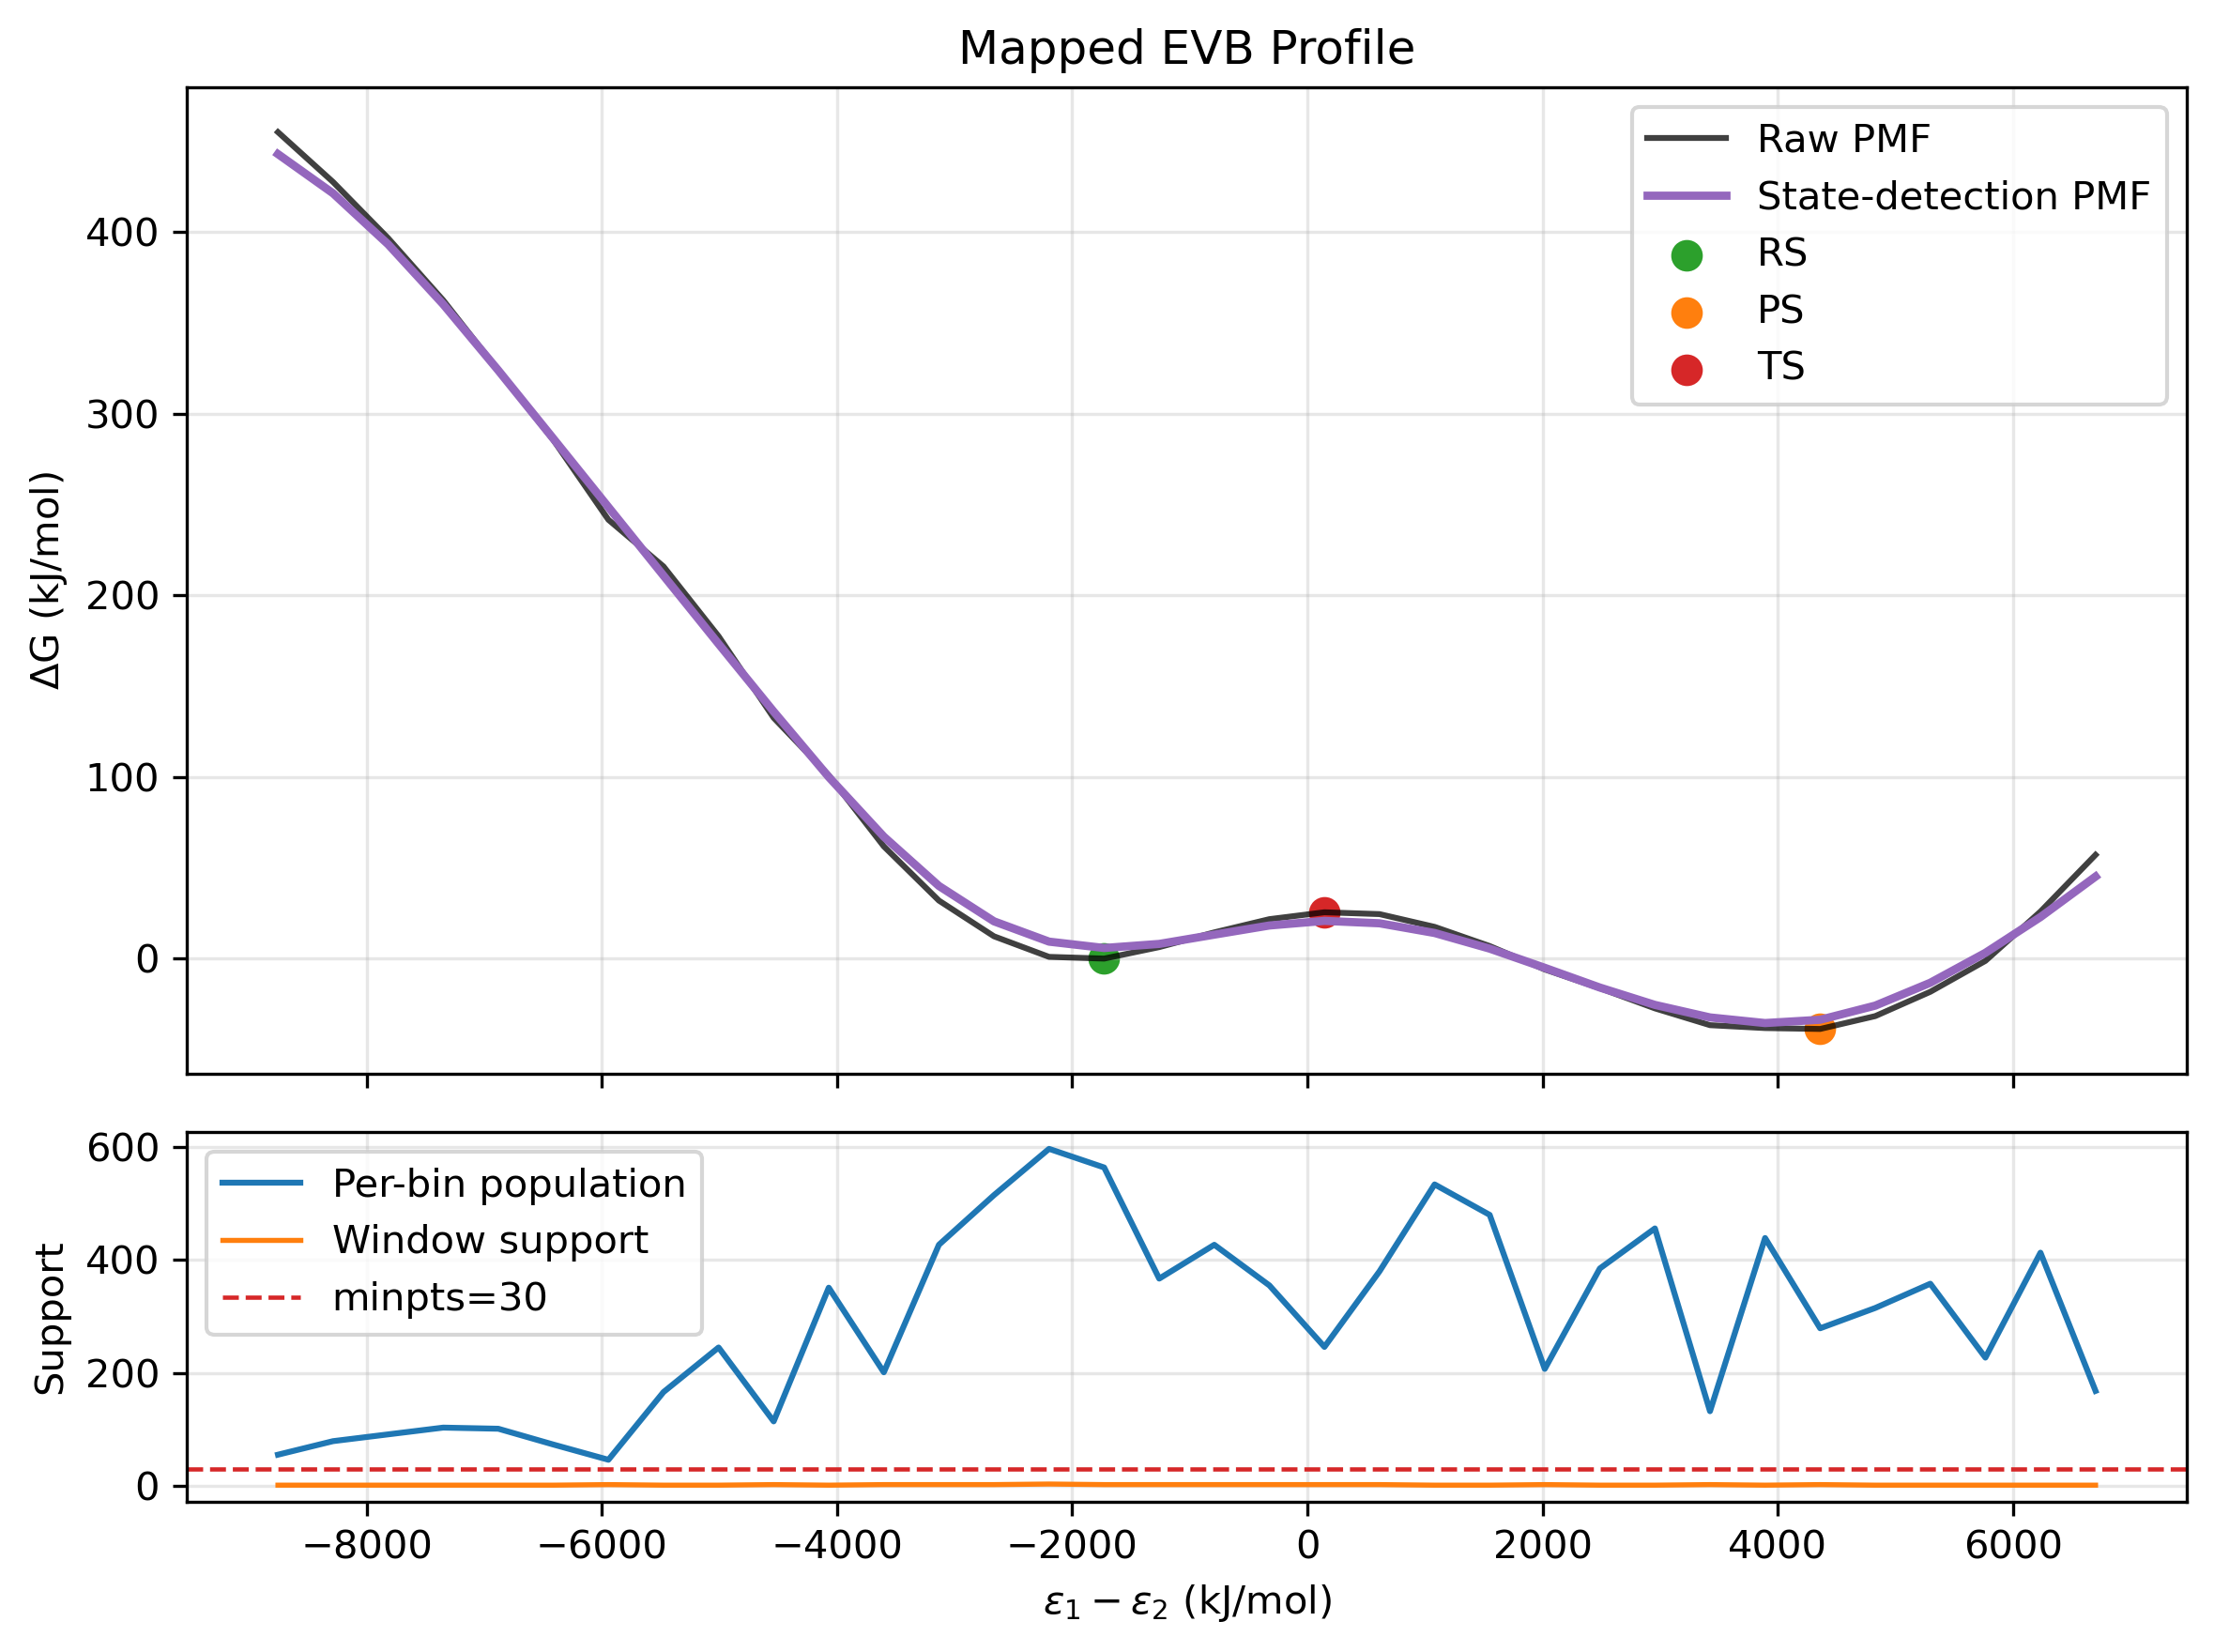 Mapped EVB Profile
ΔG (kJ/mol)
400
300
200
100
0
Raw PMF
State-detection PMF
RS
PS
TS
Support
600
400
200
0
Per-bin population
Window support
minpts=30
−8000 −6000 −4000 −2000 0 2000 4000 6000
ε₁ − ε₂ (kJ/mol)